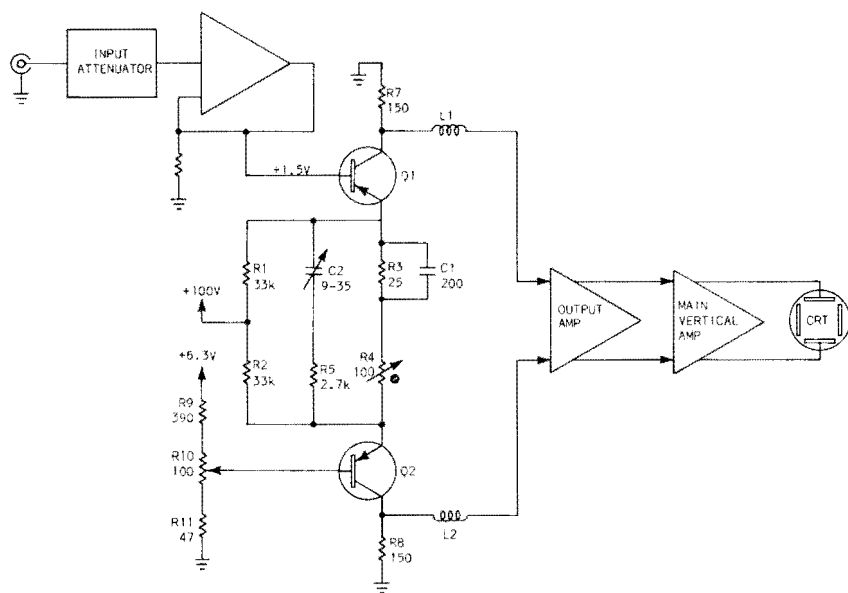 INPUT
ATTENUATOR
R7
150
L1
+1.5V
Q1
R1
33k
C2
9-35
R3
25
C1
200
+100V
OUTPUT
AMP
MAIN
VERTICAL
AMP
CRT
+6.3V
R2
33k
R5
2.7k
R4
100
R9
390
R10
100
Q2
R11
47
R8
150
L2